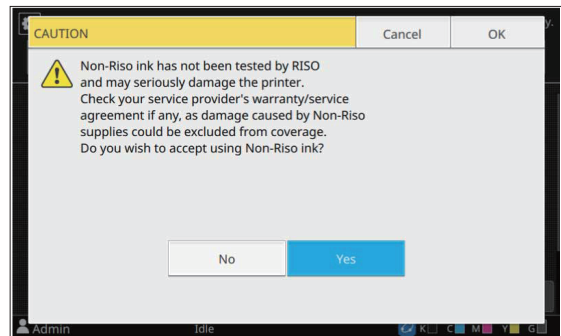 y.
CAUTION
Cancel
OK
Non-Riso ink has not been tested by RISO
and may seriously damage the printer.
Check your service provider's warranty/service
agreement if any, as damage caused by Non-Riso
supplies could be excluded from coverage.
Do you wish to accept using Non-Riso ink?
No
Yes
Admin
Idle
K
C
M
Y
G